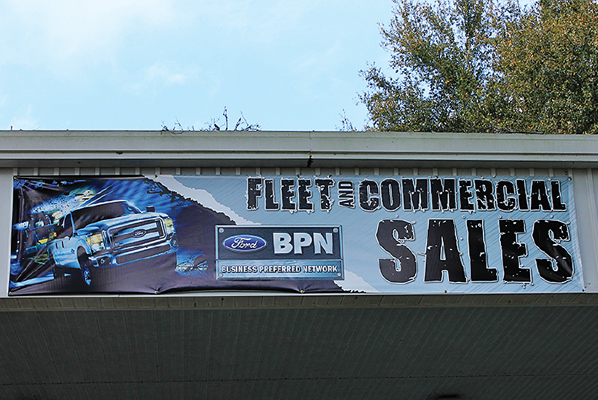 FLEET AND COMMERCIAL
SALES
Ford BPN
BUSINESS PREFERRED NETWORK